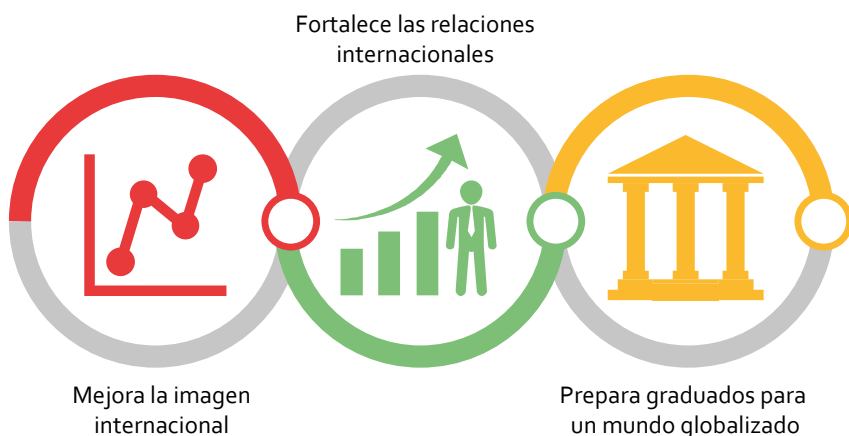 Fortalece las relaciones
internacionales
Mejora la imagen
internacional
Prepara graduados para
un mundo globalizado